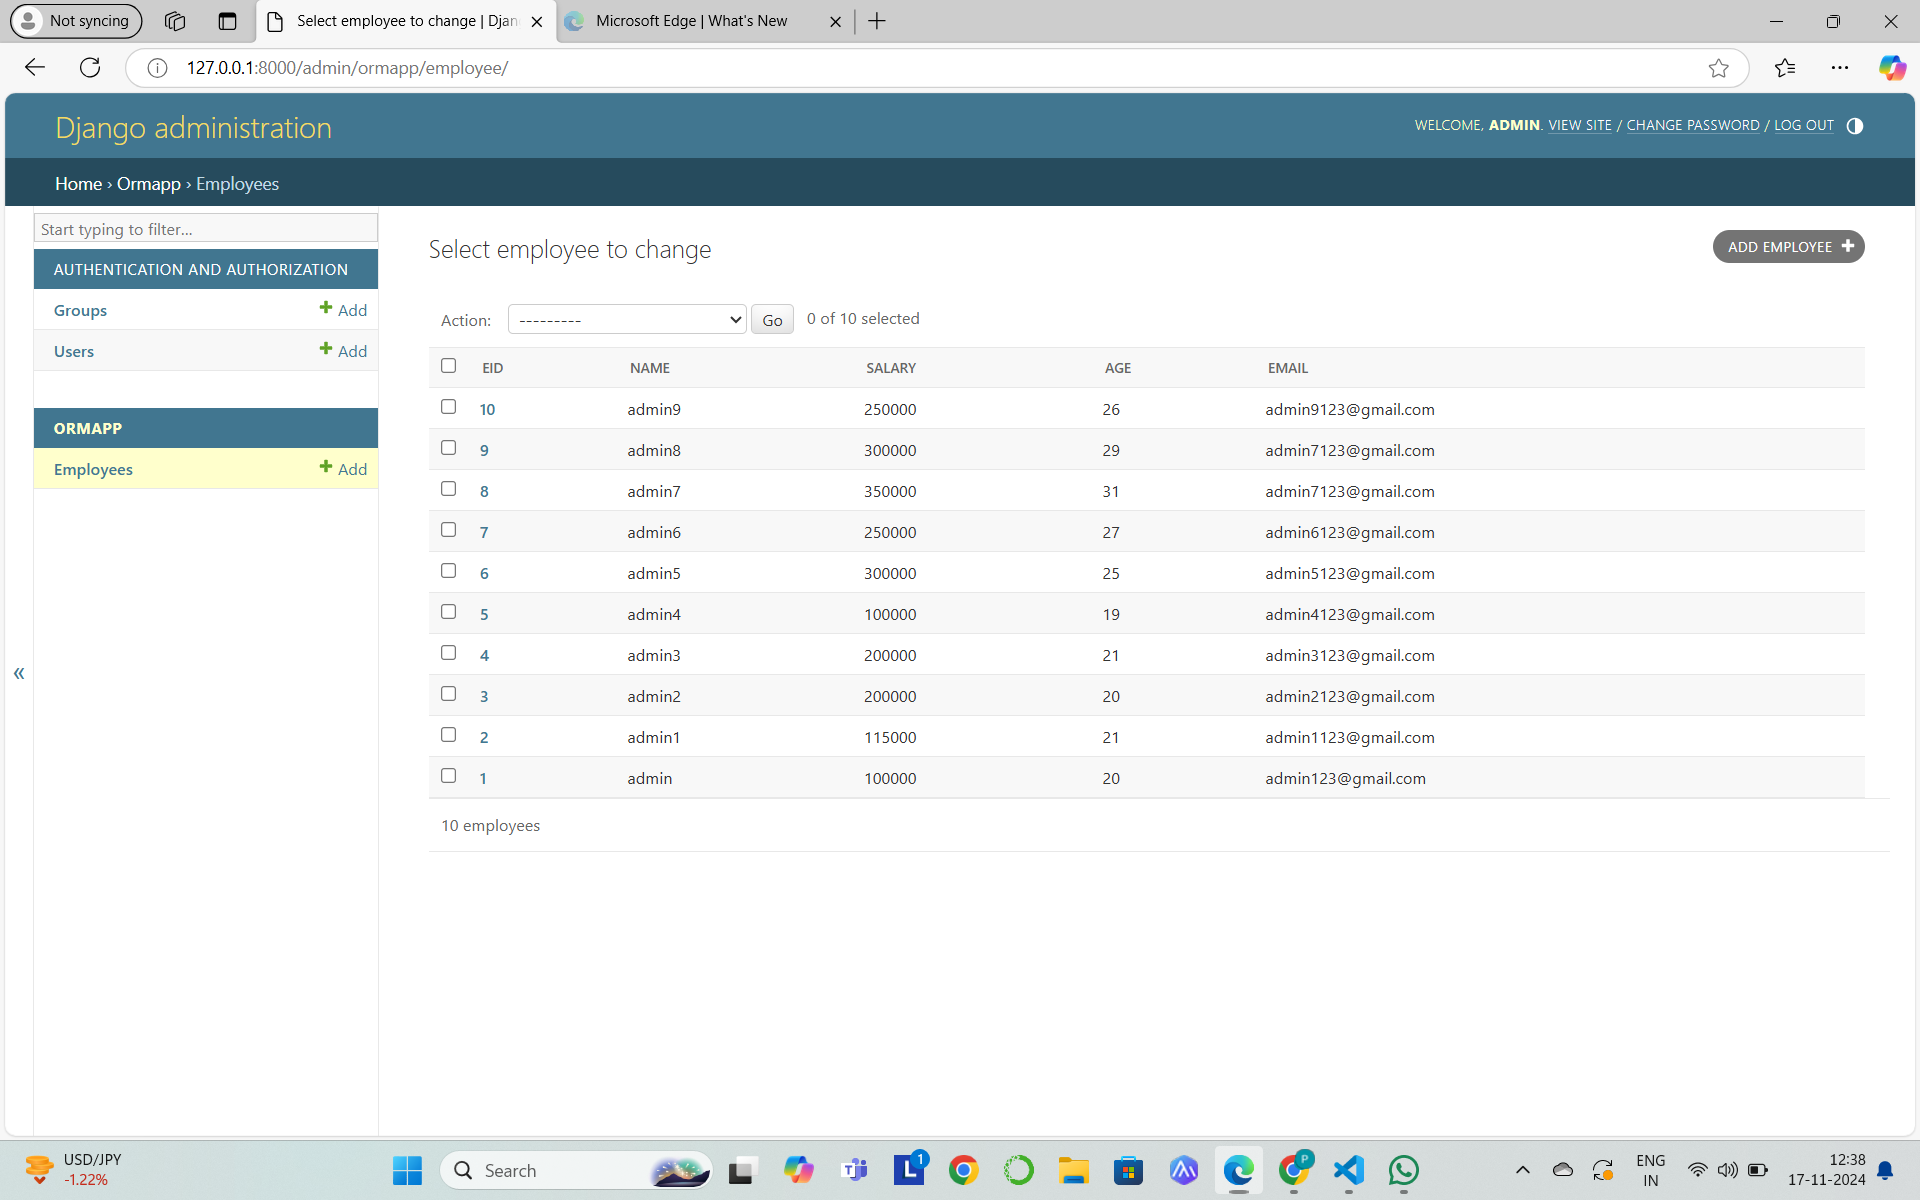 Not syncing
Select employee to change | Djan
Microsoft Edge | What's New
127.0.0.1:8000/admin/ormapp/employee/
Django administration
WELCOME, ADMIN. VIEW SITE / CHANGE PASSWORD / LOG OUT
Home › Ormapp › Employees
Start typing to filter...
AUTHENTICATION AND AUTHORIZATION
Groups + Add
Users + Add
ORMAPP
Employees + Add
«
Select employee to change
ADD EMPLOYEE +
Action: --------- Go 0 of 10 selected
EID NAME SALARY AGE EMAIL
10 admin9 250000 26 admin9123@gmail.com
9 admin8 300000 29 admin7123@gmail.com
8 admin7 350000 31 admin7123@gmail.com
7 admin6 250000 27 admin6123@gmail.com
6 admin5 300000 25 admin5123@gmail.com
5 admin4 100000 19 admin4123@gmail.com
4 admin3 200000 21 admin3123@gmail.com
3 admin2 200000 20 admin2123@gmail.com
2 admin1 115000 21 admin1123@gmail.com
1 admin 100000 20 admin123@gmail.com
10 employees
USD/JPY
-1.22%
Search
L 1
P
ENG
IN
12:38
17-11-2024